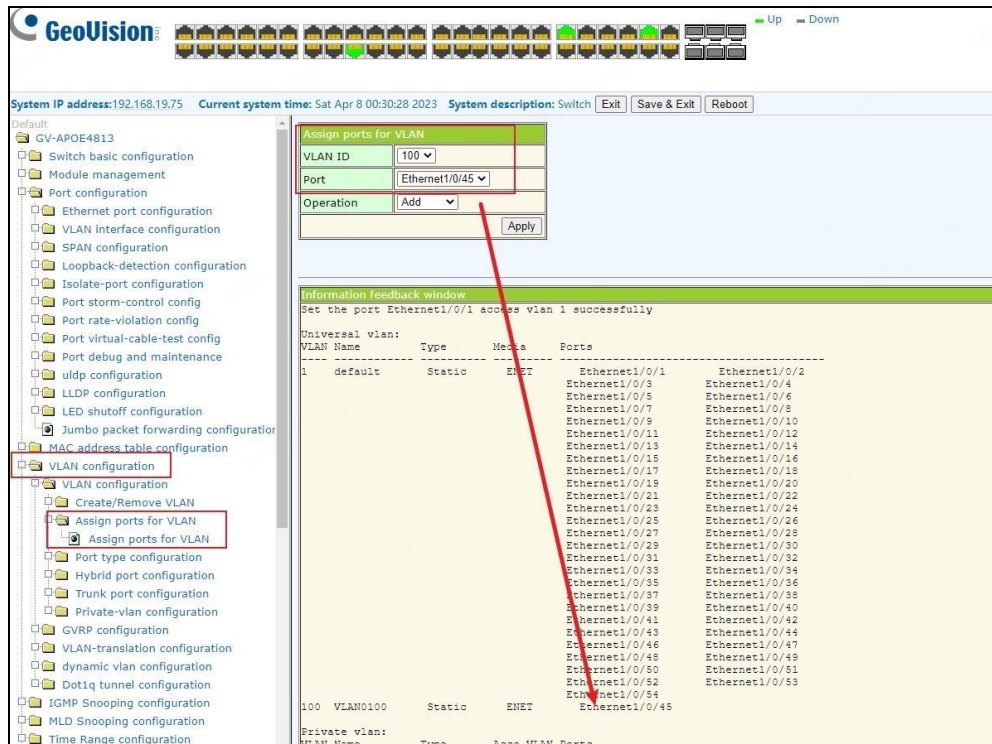 GeoVision
Up Down
System IP address:192.168.19.75 Current system time: Sat Apr 8 00:30:28 2023 System description: Switch Exit Save & Exit Reboot
Default
GV-APOE4813
Switch basic configuration
Module management
Port configuration
Ethernet port configuration
VLAN interface configuration
SPAN configuration
Loopback-detection configuration
Isolate-port configuration
Port storm-control config
Port rate-violation config
Port virtual-cable-test config
Port debug and maintenance
uldp configuration
LLDP configuration
LED shutoff configuration
Jumbo packet forwarding configuration
MAC address table configuration
VLAN configuration
VLAN configuration
Create/Remove VLAN
Assign ports for VLAN
Assign ports for VLAN
Port type configuration
Hybrid port configuration
Trunk port configuration
Private-vlan configuration
GVRP configuration
VLAN-translation configuration
dynamic vlan configuration
Dot1q tunnel configuration
IGMP Snooping configuration
MLD Snooping configuration
Time Range configuration
Assign ports for VLAN
VLAN ID 100
Port Ethernet1/0/45
Operation Add
Apply
Information feedback window
Set the port Ethernet1/0/1 access vlan 1 successfully
Universal vlan:
VLAN Name Type Media Ports
---- ------------ ---------- --------- ----------------------------------------
1 default Static ENET Ethernet1/0/1 Ethernet1/0/2
Ethernet1/0/3 Ethernet1/0/4
Ethernet1/0/5 Ethernet1/0/6
Ethernet1/0/7 Ethernet1/0/8
Ethernet1/0/9 Ethernet1/0/10
Ethernet1/0/11 Ethernet1/0/12
Ethernet1/0/13 Ethernet1/0/14
Ethernet1/0/15 Ethernet1/0/16
Ethernet1/0/17 Ethernet1/0/18
Ethernet1/0/19 Ethernet1/0/20
Ethernet1/0/21 Ethernet1/0/22
Ethernet1/0/23 Ethernet1/0/24
Ethernet1/0/25 Ethernet1/0/26
Ethernet1/0/27 Ethernet1/0/28
Ethernet1/0/29 Ethernet1/0/30
Ethernet1/0/31 Ethernet1/0/32
Ethernet1/0/33 Ethernet1/0/34
Ethernet1/0/35 Ethernet1/0/36
Ethernet1/0/37 Ethernet1/0/38
Ethernet1/0/39 Ethernet1/0/40
Ethernet1/0/41 Ethernet1/0/42
Ethernet1/0/43 Ethernet1/0/44
Ethernet1/0/46 Ethernet1/0/47
Ethernet1/0/48 Ethernet1/0/49
Ethernet1/0/50 Ethernet1/0/51
Ethernet1/0/52 Ethernet1/0/53
Ethernet1/0/54
100 VLAN0100 Static ENET Ethernet1/0/45
Private vlan:
VLAN Name Type Asso VLAN Ports